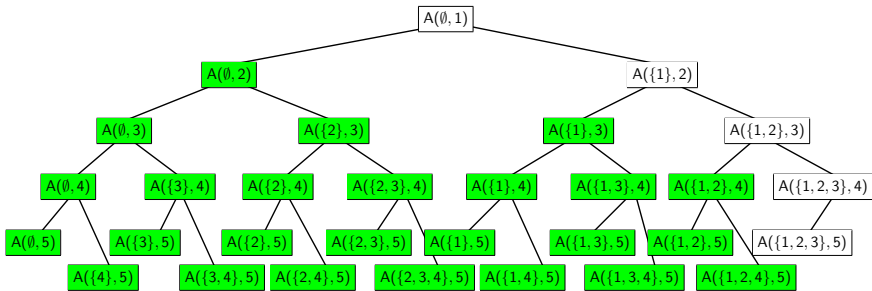 A(∅, 1)
A(∅, 2)
A({1}, 2)
A(∅, 3)
A({2}, 3)
A({1}, 3)
A({1, 2}, 3)
A(∅, 4)
A({3}, 4)
A({2}, 4)
A({2, 3}, 4)
A({1}, 4)
A({1, 3}, 4)
A({1, 2}, 4)
A({1, 2, 3}, 4)
A(∅, 5)
A({3}, 5)
A({2}, 5)
A({2, 3}, 5)
A({1}, 5)
A({1, 3}, 5)
A({1, 2}, 5)
A({1, 2, 3}, 5)
A({4}, 5)
A({3, 4}, 5)
A({2, 4}, 5)
A({2, 3, 4}, 5)
A({1, 4}, 5)
A({1, 3, 4}, 5)
A({1, 2, 4}, 5)